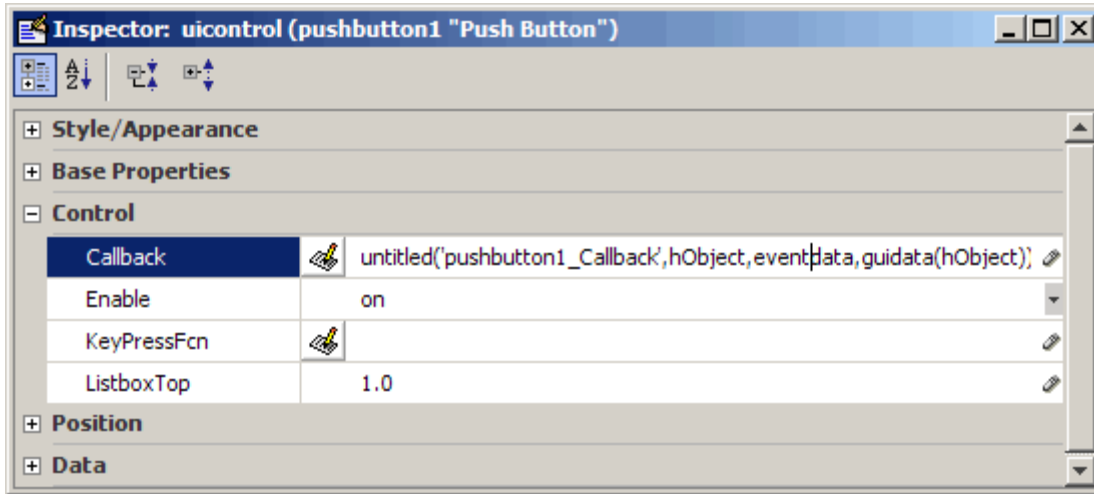 Inspector: uicontrol (pushbutton1 "Push Button")
Style/Appearance
Base Properties
Control
Callback untitled('pushbutton1_Callback',hObject,eventdata,guidata(hObject))
Enable on
KeyPressFcn
ListboxTop 1.0
Position
Data